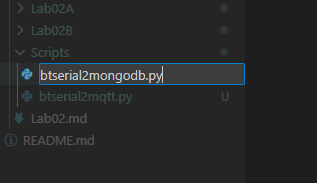 Lab02A
Lab02B
Scripts
btserial2mongodb.py
btserial2mqtt.py U
Lab02.md
README.md